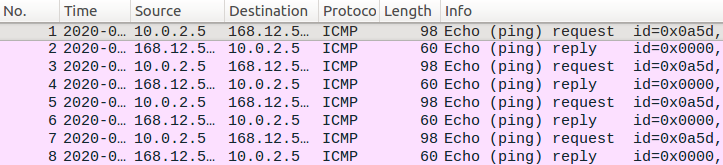 No. Time Source Destination Protoco Length Info
1 2020-0… 10.0.2.5 168.12.5… ICMP 98 Echo (ping) request id=0x0a5d,
2 2020-0… 168.12.5… 10.0.2.5 ICMP 60 Echo (ping) reply id=0x0000,
3 2020-0… 10.0.2.5 168.12.5… ICMP 98 Echo (ping) request id=0x0a5d,
4 2020-0… 168.12.5… 10.0.2.5 ICMP 60 Echo (ping) reply id=0x0000,
5 2020-0… 10.0.2.5 168.12.5… ICMP 98 Echo (ping) request id=0x0a5d,
6 2020-0… 168.12.5… 10.0.2.5 ICMP 60 Echo (ping) reply id=0x0000,
7 2020-0… 10.0.2.5 168.12.5… ICMP 98 Echo (ping) request id=0x0a5d,
8 2020-0… 168.12.5… 10.0.2.5 ICMP 60 Echo (ping) reply id=0x0000,